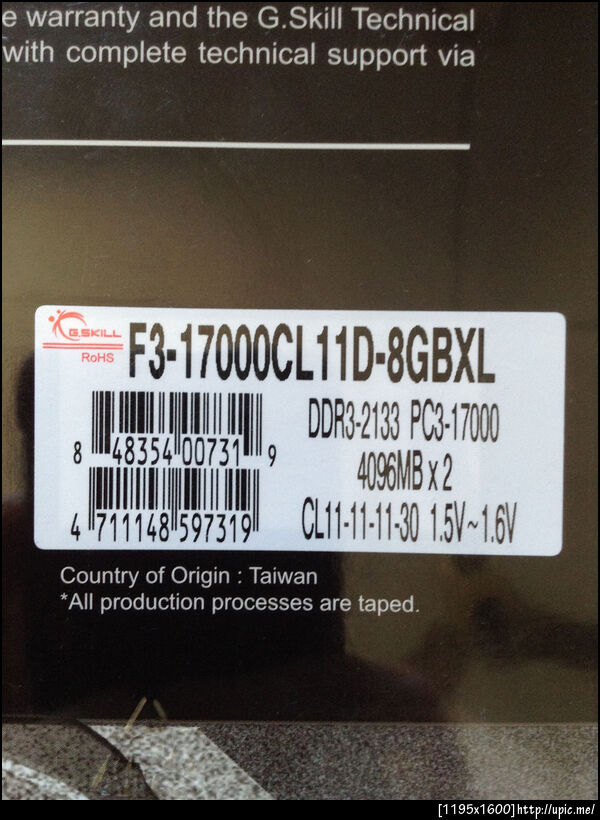 e warranty and the G.Skill Technical
with complete technical support via
G.SKILL
RoHS
F3-17000CL11D-8GBXL
DDR3-2133 PC3-17000
4096MB x 2
CL11-11-11-30 1.5V~1.6V
8 48354 00731 9
4 711148 597319
Country of Origin : Taiwan
*All production processes are taped.
[1195x1600]http://upic.me/